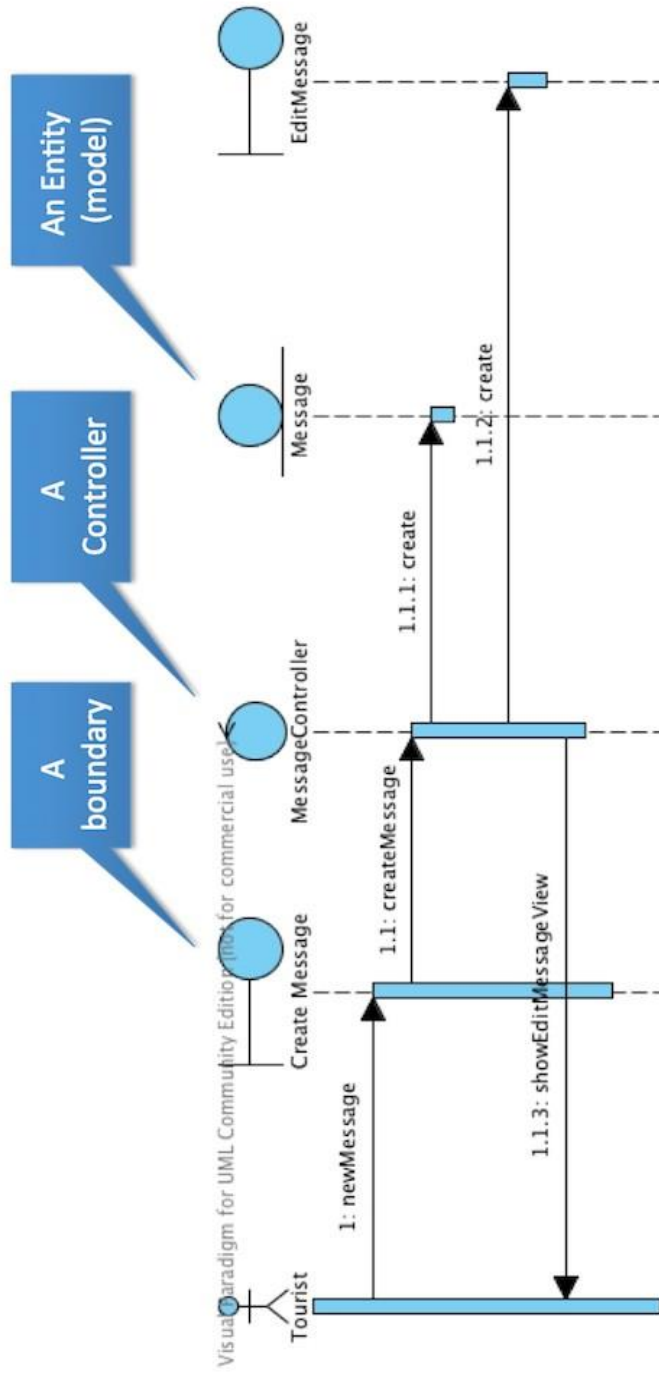 A
boundary
A
Controller
An Entity
(model)
Visual Paradigm for UML Community Edition [not for commercial use]
Tourist
Create Message
MessageController
Message
EditMessage
1: newMessage
1.1: createMessage
1.1.1: create
1.1.2: create
1.1.3: showEditMessageView